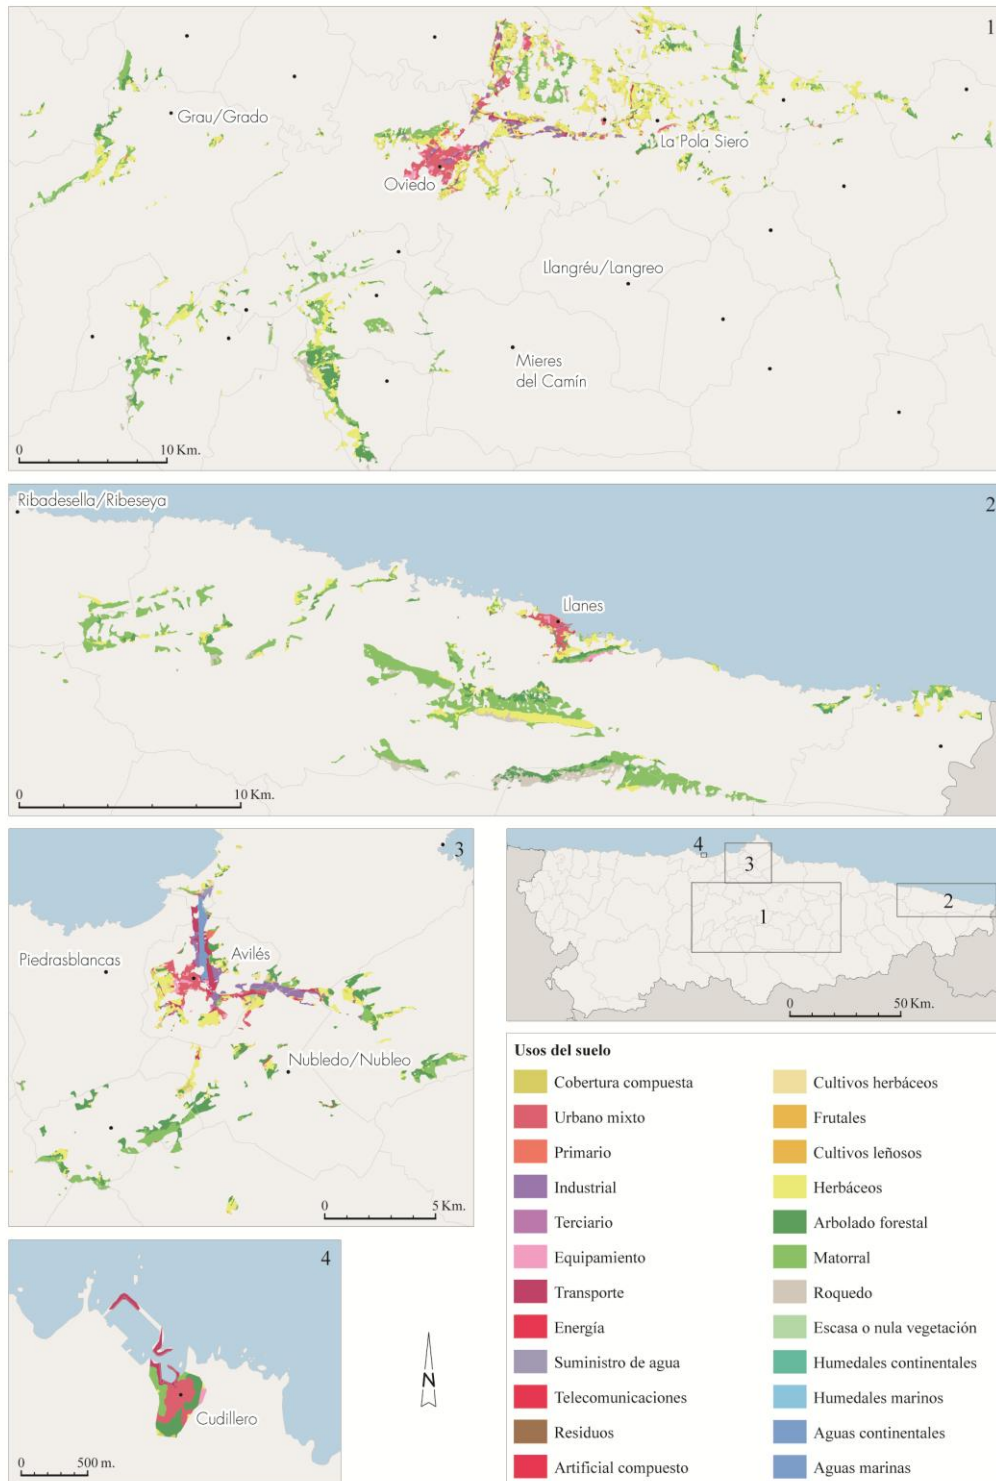 1
Grau/Grado
La Pola Siero
Oviedo
Llangréu/Langreo
Mieres
del Camín
0 10 Km.
Ribadesella/Ribeseya
2
Llanes
0 10 Km.
3
Piedrasblancas
Avilés
Nubledo/Nubleo
0 5 Km.
4
3
2
1
0 50 Km.
Usos del suelo
Cobertura compuesta
Urbano mixto
Primario
Industrial
Terciario
Equipamiento
Transporte
Energía
Suministro de agua
Telecomunicaciones
Residuos
Artificial compuesto
Cultivos herbáceos
Frutales
Cultivos leñosos
Herbáceos
Arbolado forestal
Matorral
Roquedo
Escasa o nula vegetación
Humedales continentales
Humedales marinos
Aguas continentales
Aguas marinas
4
Cudillero
0 500 m.
N